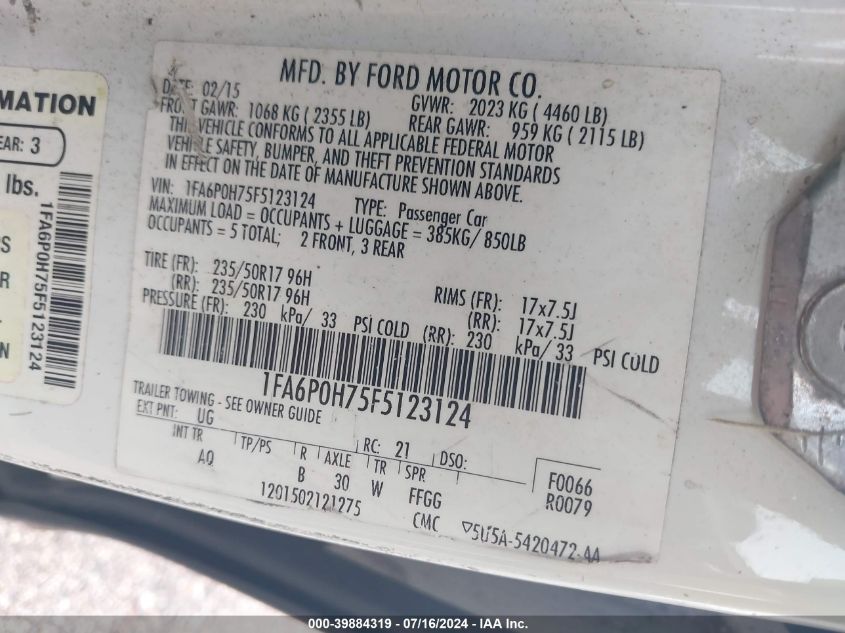 RMATION
EAR: 3
lbs.
1FA6P0H75F5123124
PS
R
N
MFD. BY FORD MOTOR CO.
DATE: 02/15 GVWR: 2023 KG ( 4460 LB)
FRONT GAWR: 1068 KG ( 2355 LB) REAR GAWR: 959 KG ( 2115 LB)
THIS VEHICLE CONFORMS TO ALL APPLICABLE FEDERAL MOTOR
VEHICLE SAFETY, BUMPER, AND THEFT PREVENTION STANDARDS
IN EFFECT ON THE DATE OF MANUFACTURE SHOWN ABOVE.
VIN: 1FA6P0H75F5123124 TYPE: Passenger Car
MAXIMUM LOAD = OCCUPANTS + LUGGAGE = 385KG/ 850LB
OCCUPANTS = 5 TOTAL; 2 FRONT, 3 REAR
TIRE (FR): 235/50R17 96H RIMS (FR): 17x7.5J
(RR): 235/50R17 96H (RR): 17x7.5J
PRESSURE (FR): 230 kPa/ 33 PSI COLD (RR): 230 kPa/33 PSI COLD
1FA6P0H75F5123124
TRAILER TOWING - SEE OWNER GUIDE
EXT PNT: UG RC: 21 DSO: F0066
INT TR TP/PS R AXLE TR SPR R0079
AQ B 30 W FFGG
1201502121275 CMC ▽5U5A-5420472-AA
000-39884319 / 07/16/2024 - 1AA inc.